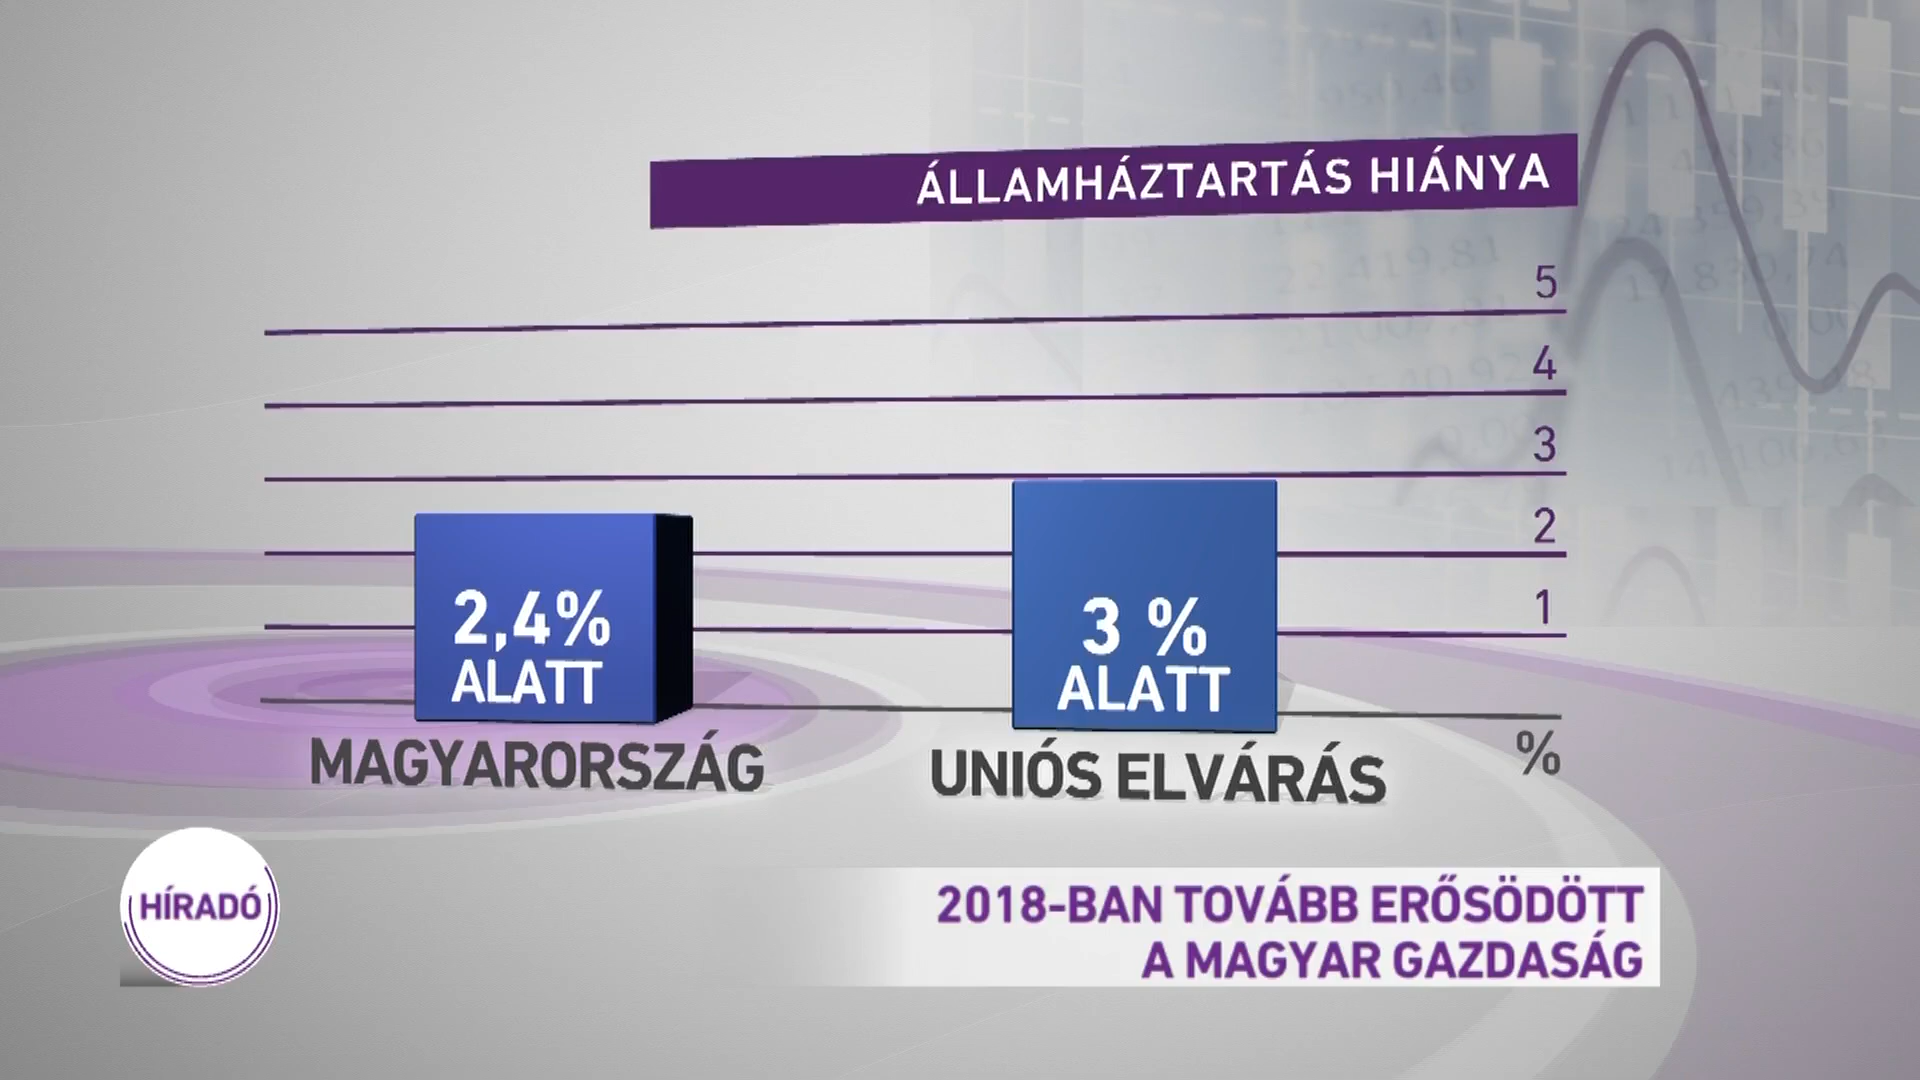 ÁLLAMHÁZTARTÁS HIÁNYA
5
4
3
2
1
%
2,4%
ALATT
3 %
ALATT
MAGYARORSZÁG
UNIÓS ELVÁRÁS
HÍRADÓ
2018-BAN TOVÁBB ERŐSÖDÖTT
A MAGYAR GAZDASÁG